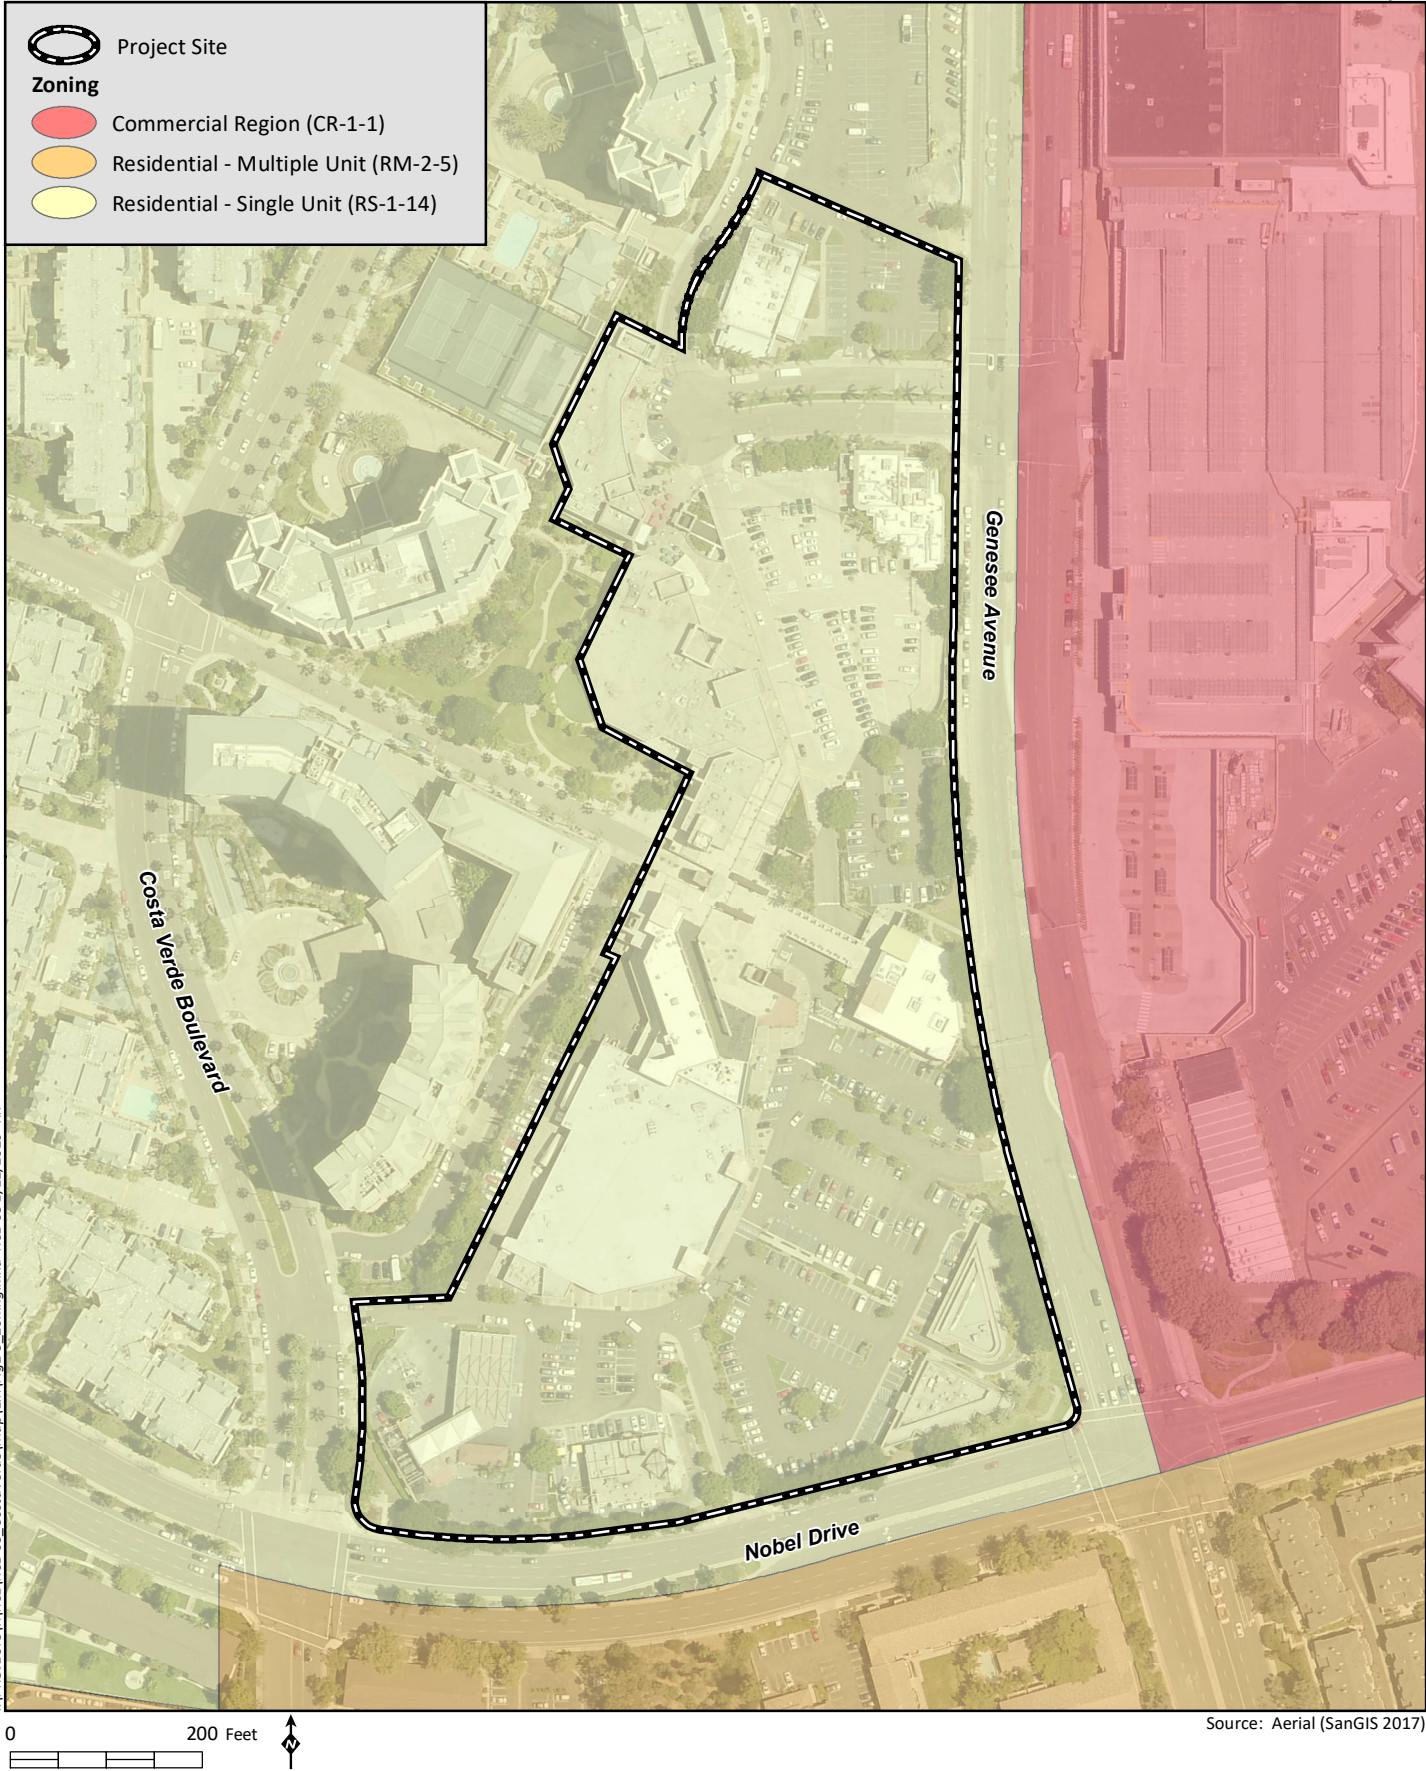 Project Site
Zoning
Commercial Region (CR-1-1)
Residential - Multiple Unit (RM-2-5)
Residential - Single Unit (RS-1-14)
Genesee Avenue
Costa Verde Boulevard
Nobel Drive
0 200 Feet
N
Source: Aerial (SanGIS 2017)